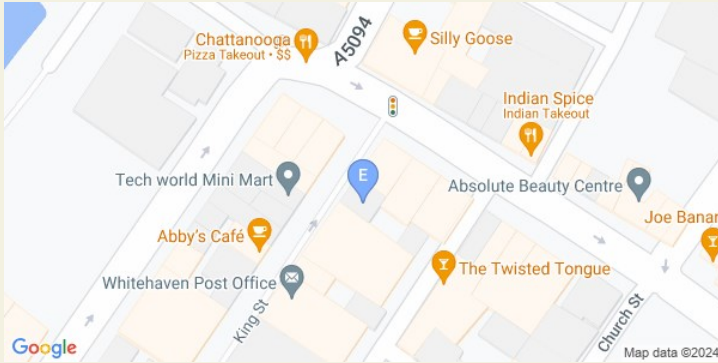 Chattanooga
Pizza Takeout • $$
A5094
Silly Goose
Indian Spice
Indian Takeout
E
Tech world Mini Mart
Absolute Beauty Centre
Abby's Café
Joe Banan
The Twisted Tongue
Whitehaven Post Office
King St
Church St
Google
Map data ©2024